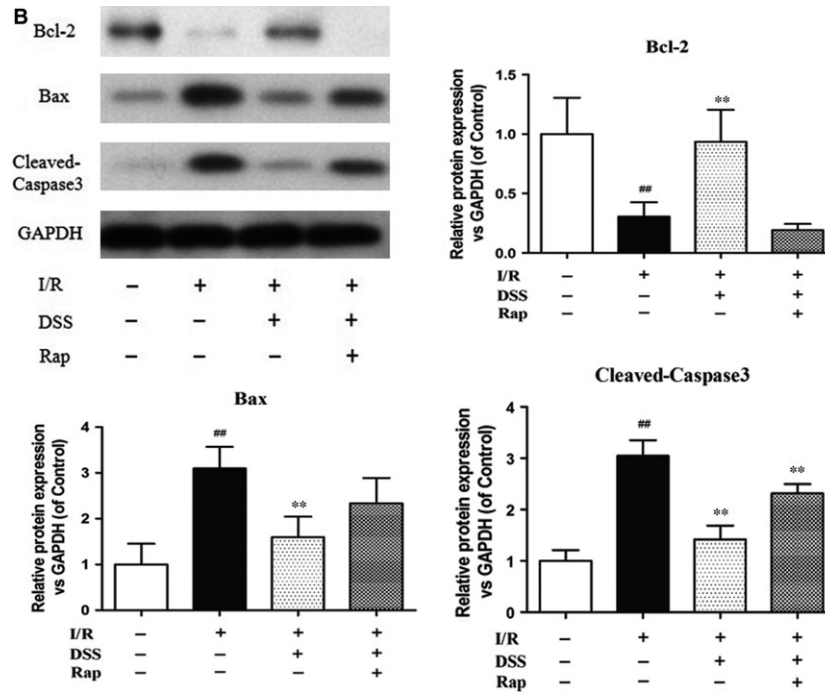 B
Bcl-2
Bax
Cleaved-
Caspase3
GAPDH
I/R – + + +
DSS – – + +
Rap – – – +
Bcl-2
Relative protein expression
vs GAPDH (of Control)
1.5
1.0
0.5
0.0
##
**
I/R – + + +
DSS – – + +
Rap – – – +
Bax
Relative protein expression
vs GAPDH (of Control)
4
3
2
1
0
##
**
I/R – + + +
DSS – – + +
Rap – – – +
Cleaved-Caspase3
Relative protein expression
vs GAPDH (of Control)
4
3
2
1
0
##
**
**
I/R – + + +
DSS – – + +
Rap – – – +